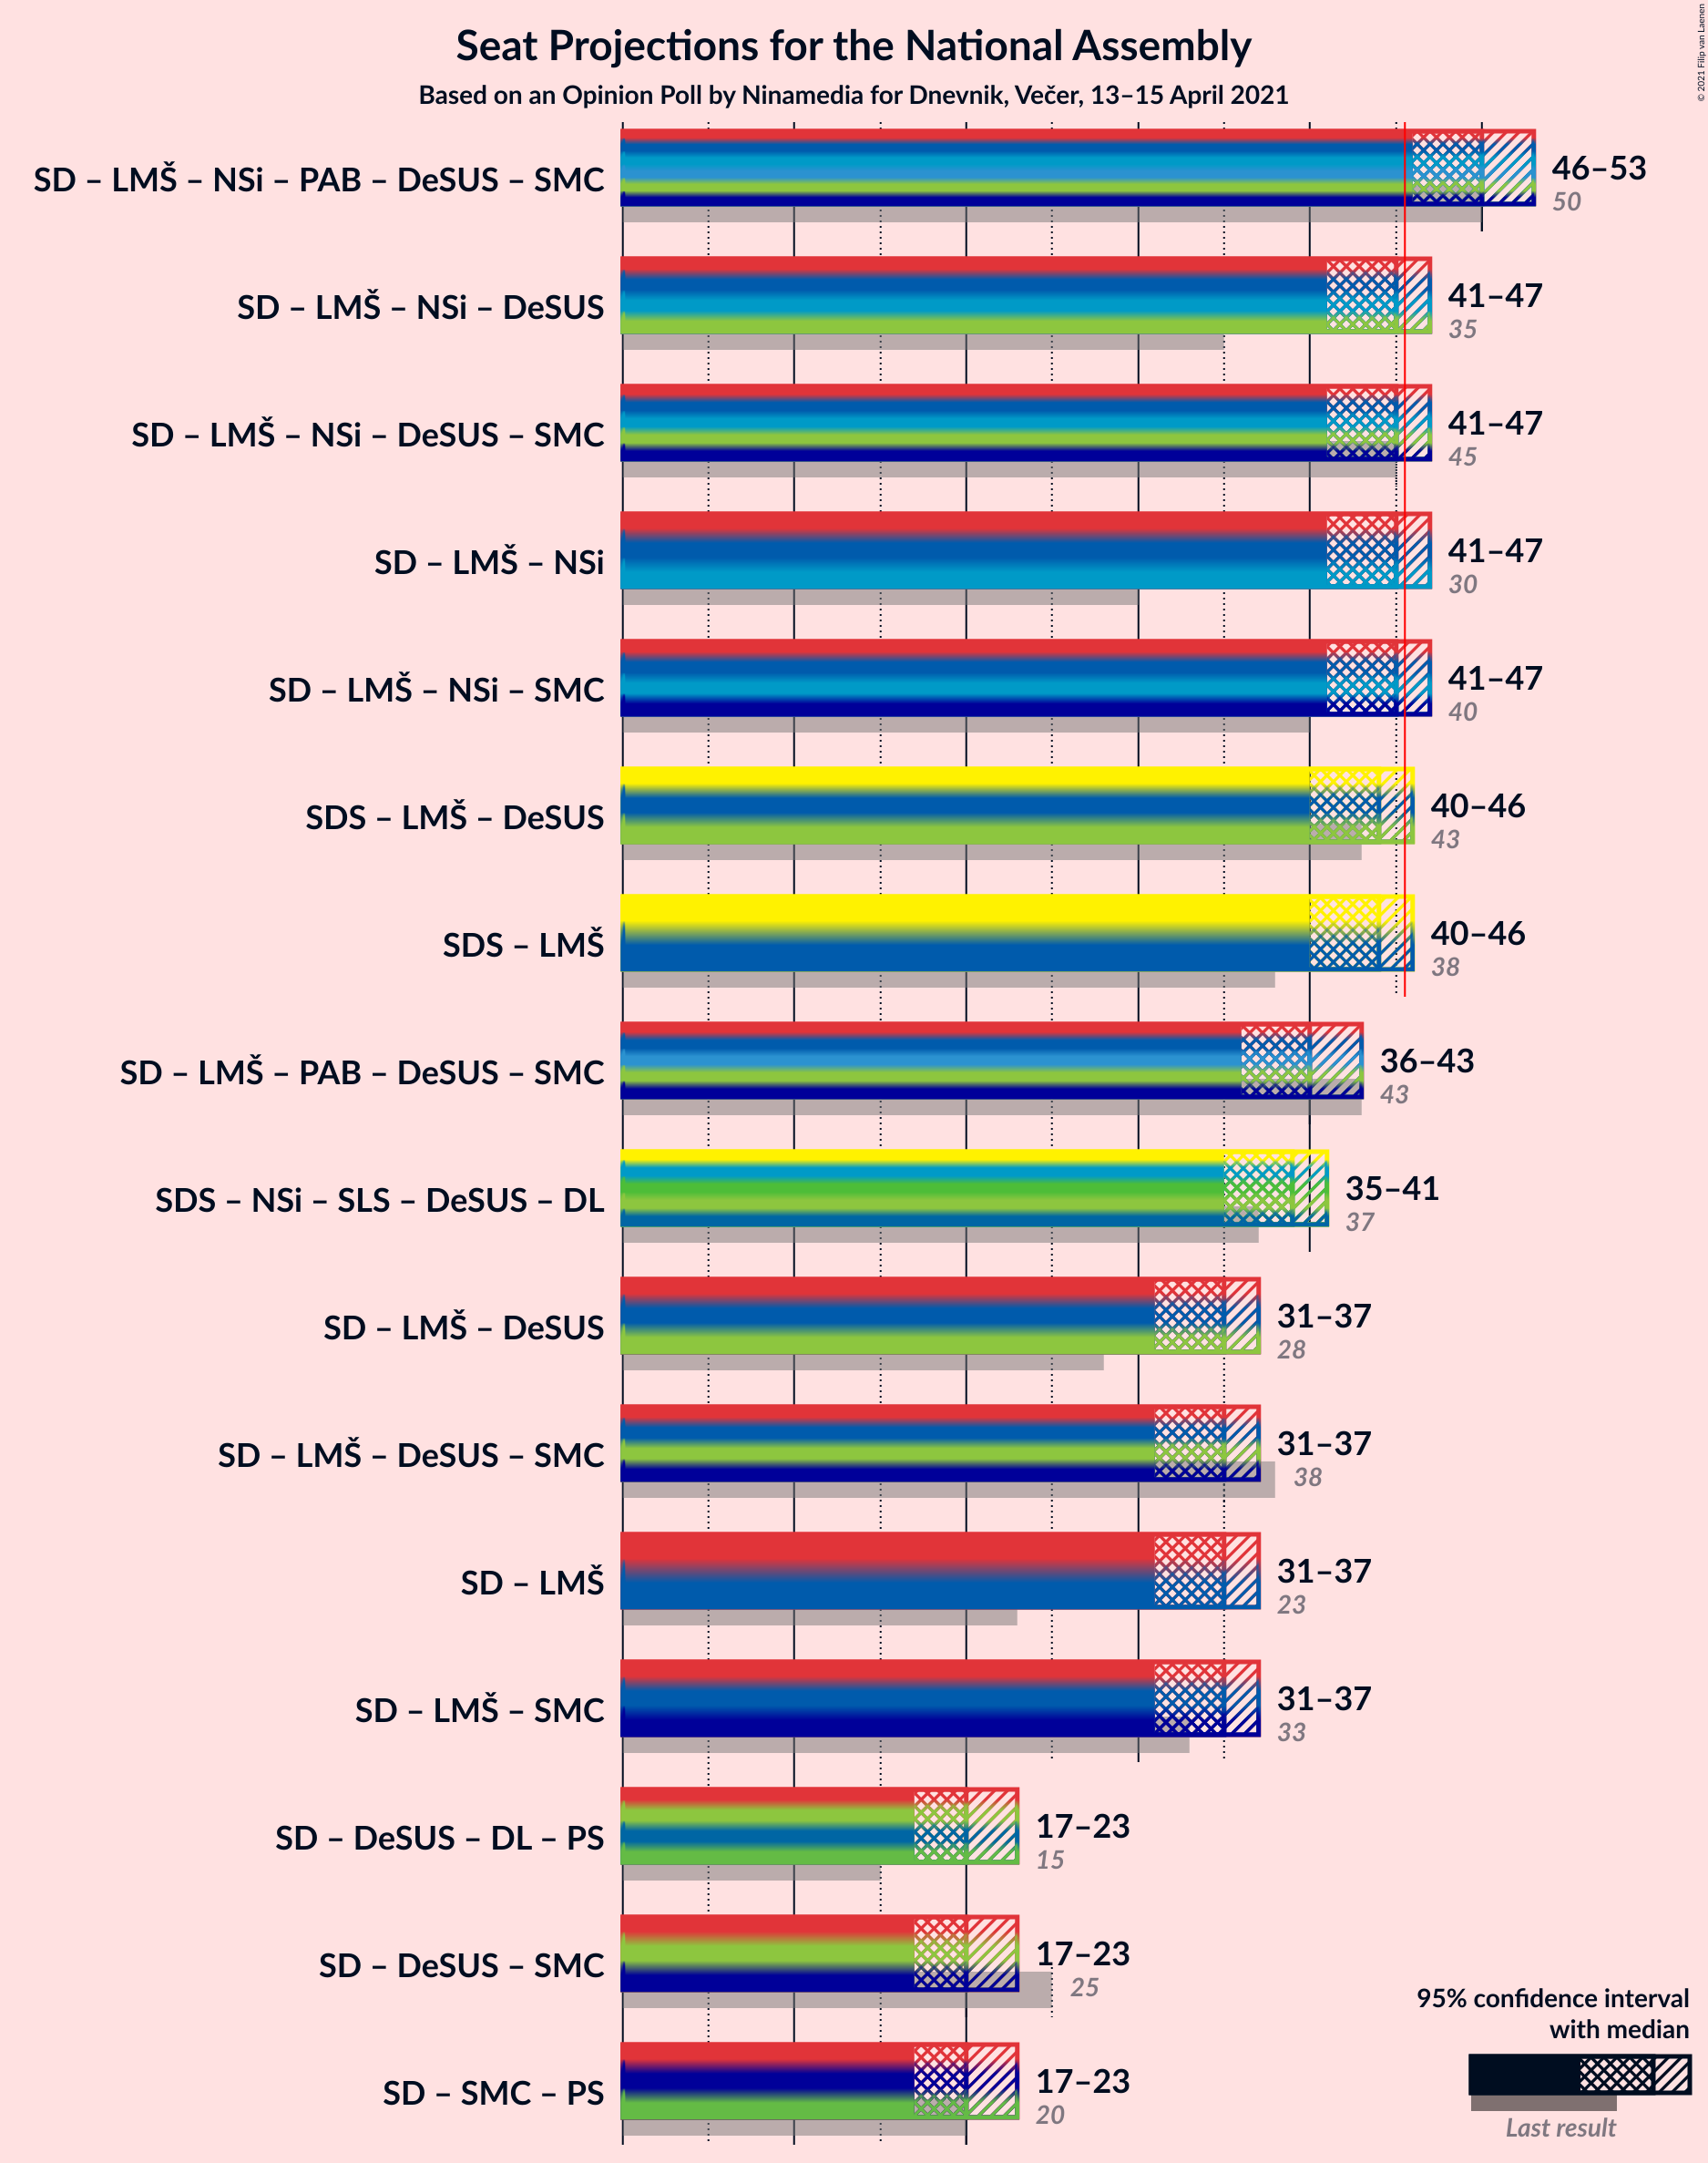 Seat Projections for the National Assembly
Based on an Opinion Poll by Ninamedia for Dnevnik, Večer, 13–15 April 2021
© 2021 Filip van Laenen
SD – LMŠ – NSi – PAB – DeSUS – SMC
46–53
50
SD – LMŠ – NSi – DeSUS
41–47
35
SD – LMŠ – NSi – DeSUS – SMC
41–47
45
SD – LMŠ – NSi
41–47
30
SD – LMŠ – NSi – SMC
41–47
40
SDS – LMŠ – DeSUS
40–46
43
SDS – LMŠ
40–46
38
SD – LMŠ – PAB – DeSUS – SMC
36–43
43
SDS – NSi – SLS – DeSUS – DL
35–41
37
SD – LMŠ – DeSUS
31–37
28
SD – LMŠ – DeSUS – SMC
31–37
38
SD – LMŠ
31–37
23
SD – LMŠ – SMC
31–37
33
SD – DeSUS – DL – PS
17–23
15
SD – DeSUS – SMC
17–23
25
SD – SMC – PS
17–23
20
95% confidence interval
with median
Last result